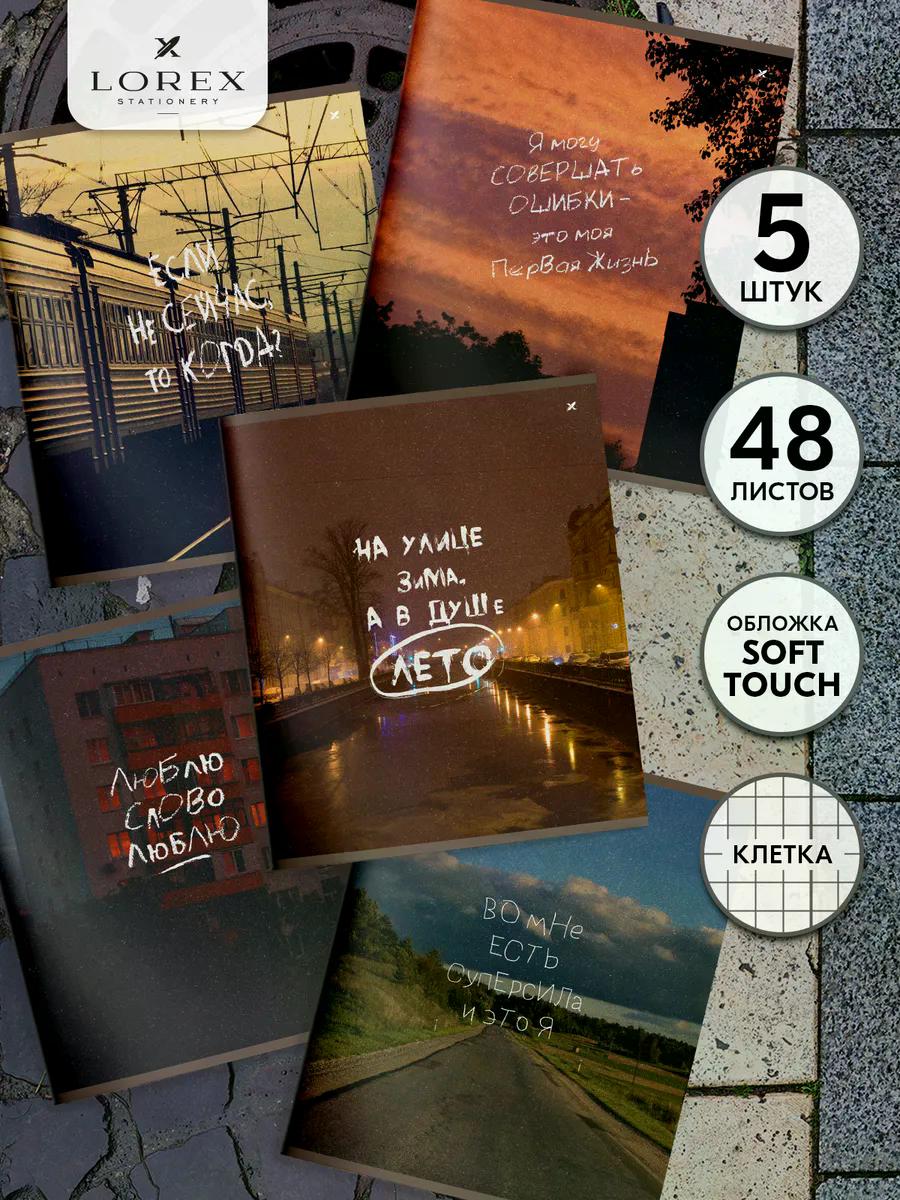 LOREX
STATIONERY
ЕСЛИ
НЕ СЕЙЧАС,
ТО КОГДА?
Я могу
СОВЕРШАТЬ
ОШИБКИ –
это моя
ПерВая Жизнь
5
ШТУК
48
ЛИСТОВ
ОБЛОЖКА
SOFT
TOUCH
КЛЕТКА
НА УЛИЦЕ
ЗиМА,
А В ДУШЕ
ЛЕТО
ЛЮБЛЮ
СЛОВО
ЛЮБЛЮ
ВО мНе
ЕСТЬ
СупЕРСИЛа
и эТо Я